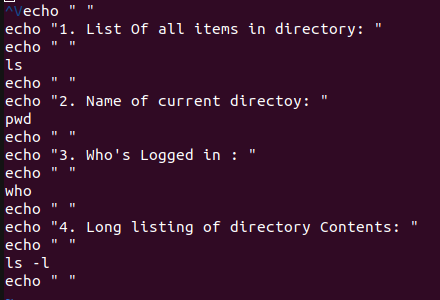 ^Vecho " "
echo "1. List Of all items in directory: "
echo " "
ls
echo " "
echo "2. Name of current directoy: "
pwd
echo " "
echo "3. Who's Logged in : "
echo " "
who
echo " "
echo "4. Long listing of directory Contents: "
echo " "
ls -l
echo " "